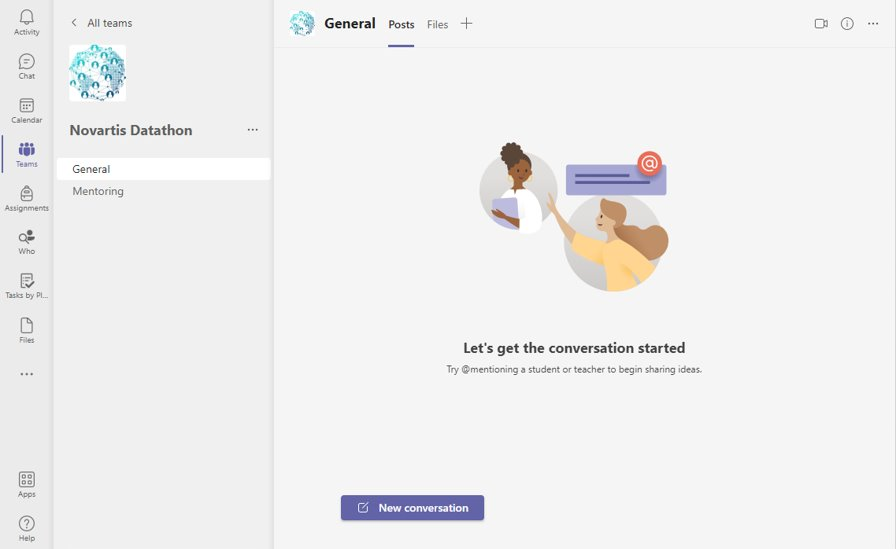 Activity
Chat
Calendar
Teams
Assignments
Who
Tasks by Pl...
Files
Apps
Help
All teams
Novartis Datathon
General
Mentoring
General Posts Files
@
Let's get the conversation started
Try @mentioning a student or teacher to begin sharing ideas.
New conversation